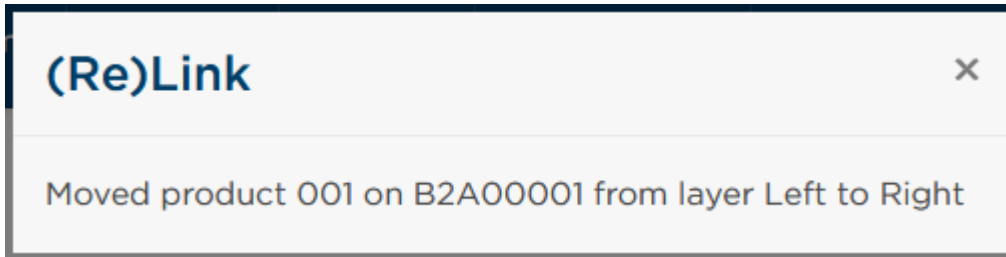 (Re)Link ×
Moved product 001 on B2A00001 from layer Left to Right